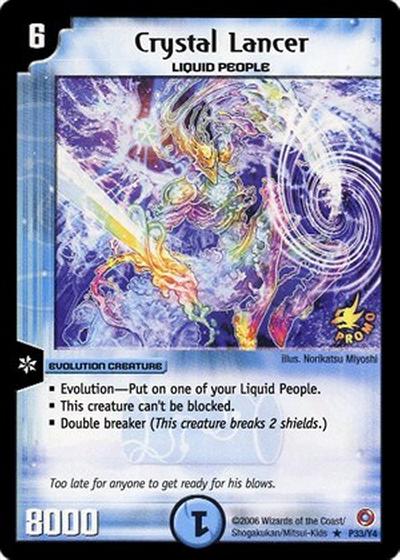 6
Crystal Lancer
LIQUID PEOPLE
PROMO
illus. Norikatsu Miyoshi
EVOLUTION CREATURE
▪ Evolution—Put on one of your Liquid People.
▪ This creature can't be blocked.
▪ Double breaker (This creature breaks 2 shields.)
Too late for anyone to get ready for his blows.
8000
1
©2006 Wizards of the Coast/
Shogakukan/Mitsui-Kids ★ P33/Y4